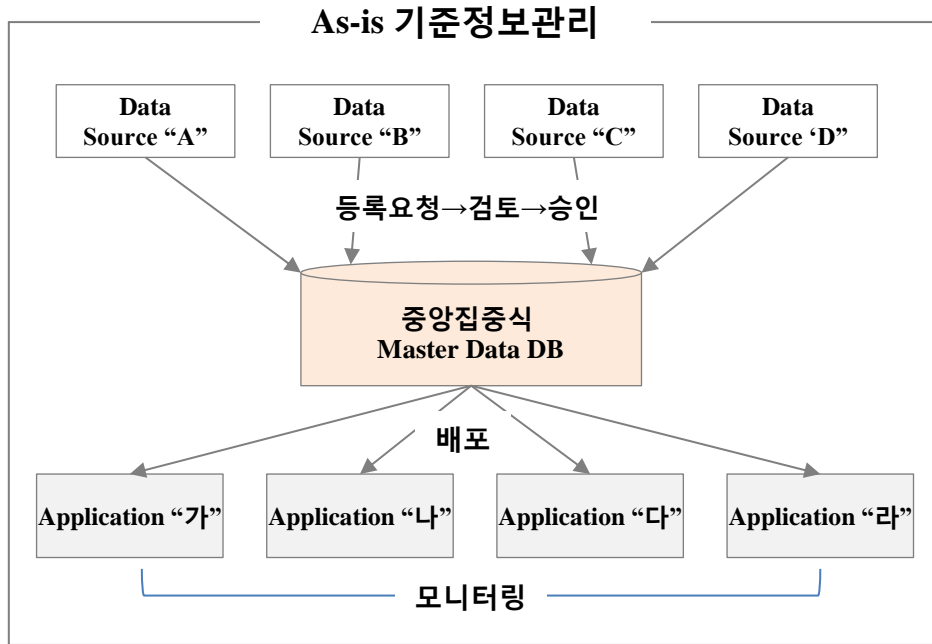 As-is 기준정보관리
Data
Source “A”
Data
Source “B”
Data
Source “C”
Data
Source ‘D”
등록요청→검토→승인
중앙집중식
Master Data DB
배포
Application “가”
Application “나”
Application “다”
Application “라”
모니터링